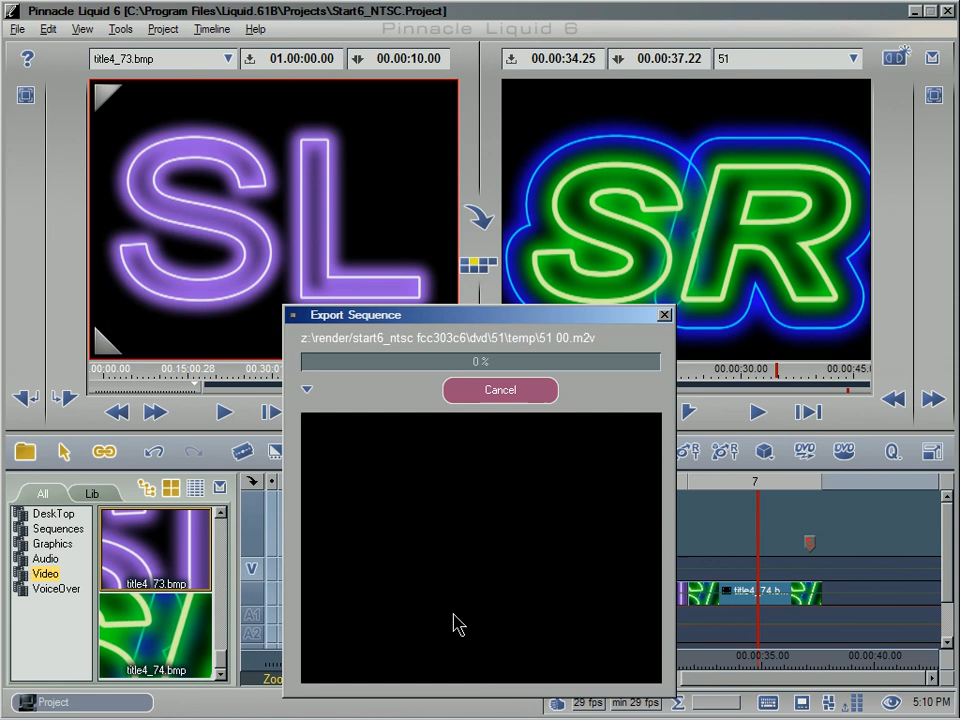 Pinnacle Liquid 6 [C:\Program Files\Liquid.61B\Projects\Start6_NTSC.Project]
File Edit View Tools Project Timeline Help
Pinnacle Liquid 6
title4_73.bmp 01.00:00.00 00.00:10.00
00.00:34.25 00.00:37.22 51
SL
SR
Export Sequence
z:\render/start6_ntsc fcc303c6\dvd\51\temp\51 00.m2v
0 %
Cancel
.00:00.00 00.00:15.00.28 00.30:0
00.00:30.00 00.00:45.
DVD DVD Q
All Lib
DeskTop
Sequences
Graphics
Audio
Video
VoiceOver
title4_73.bmp
title4_74.bmp
V
A1
A2
Zoo
7
title4_74.b...
00.00:35.00 00.00:40.00
Project
29 fps min 29 fps 5:10 PM